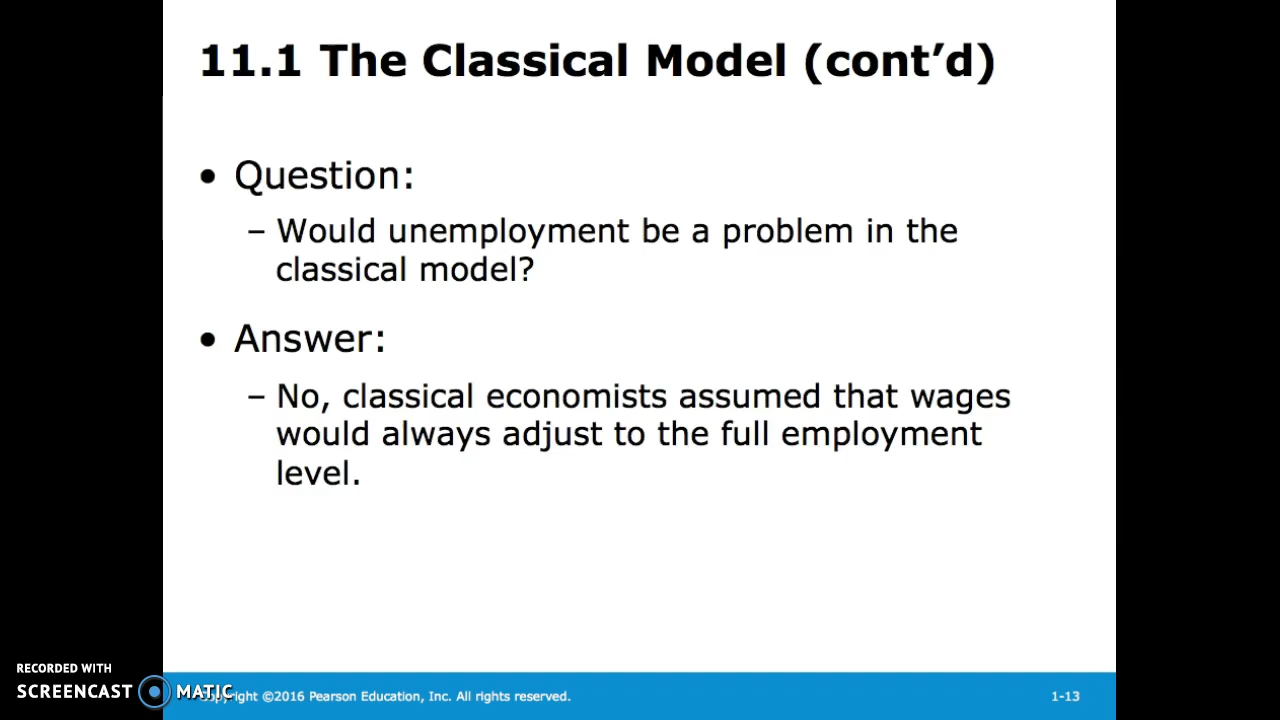 11.1 The Classical Model (cont’d)
• Question:
– Would unemployment be a problem in the
classical model?
• Answer:
– No, classical economists assumed that wages
would always adjust to the full employment
level.
RECORDED WITH
SCREENCAST MATIC
Copyright ©2016 Pearson Education, Inc. All rights reserved.
1-13